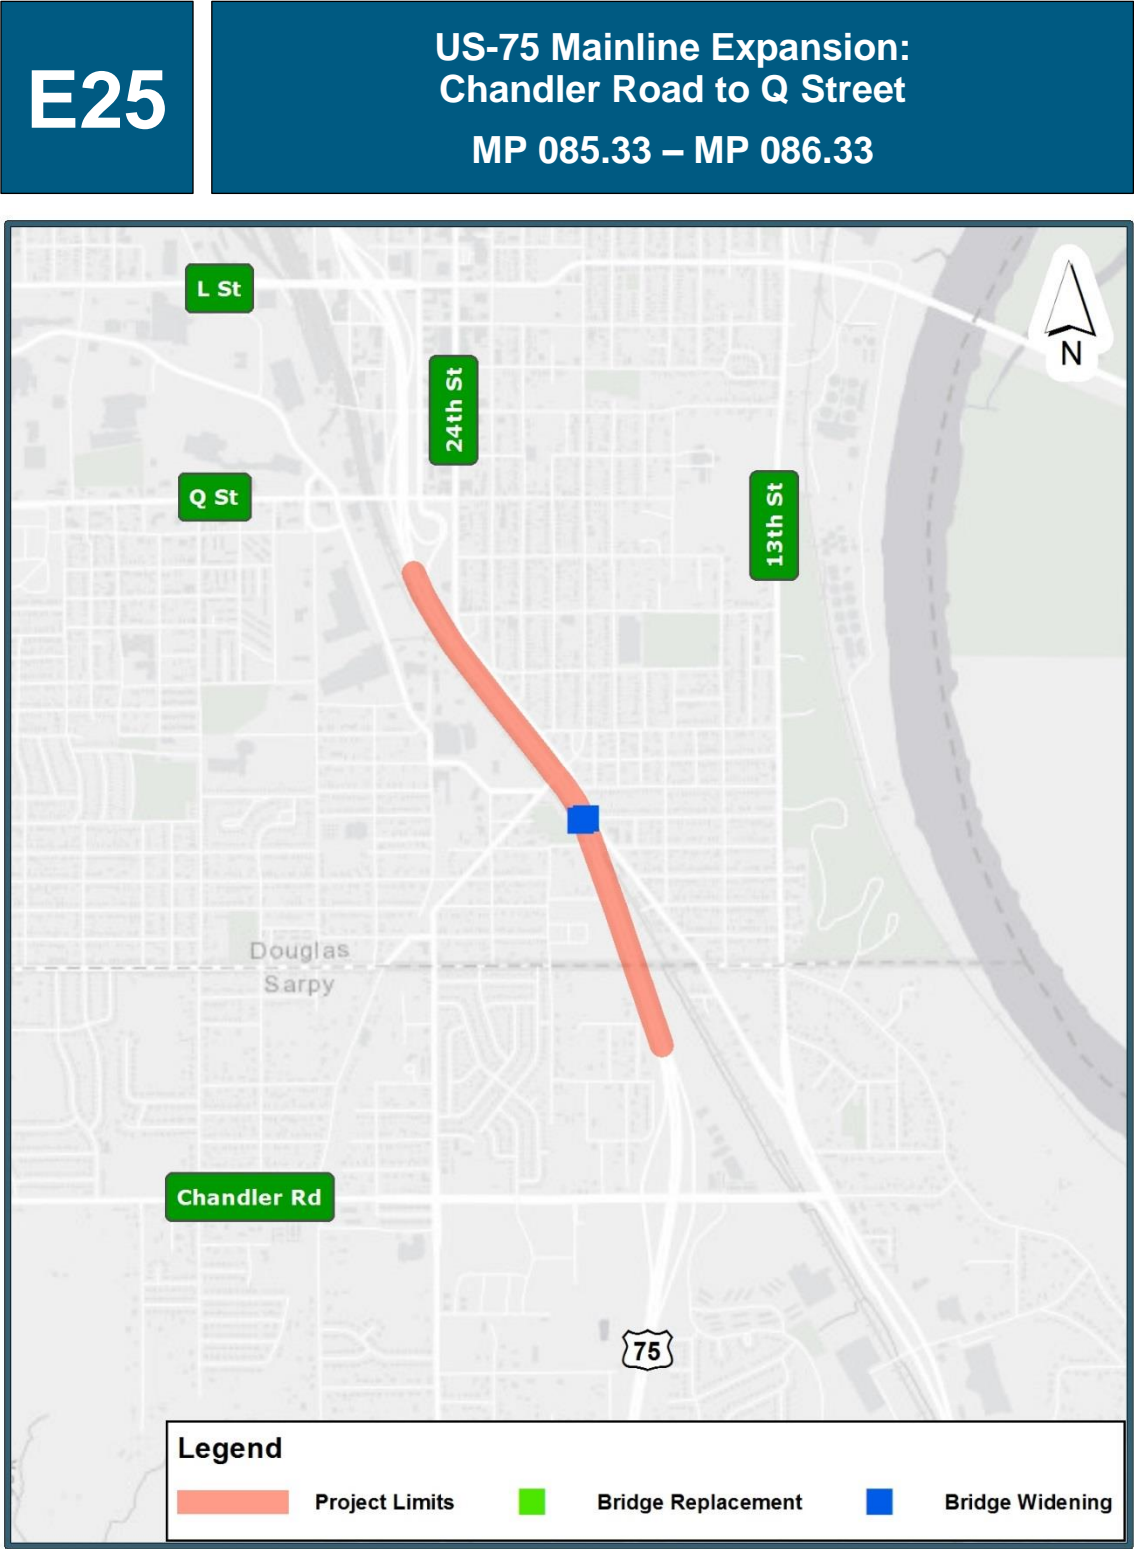 E25
US-75 Mainline Expansion:
Chandler Road to Q Street
MP 085.33 – MP 086.33
L St
N
24th St
Q St
13th St
Douglas
Sarpy
Chandler Rd
75
Legend
Project Limits
Bridge Replacement
Bridge Widening